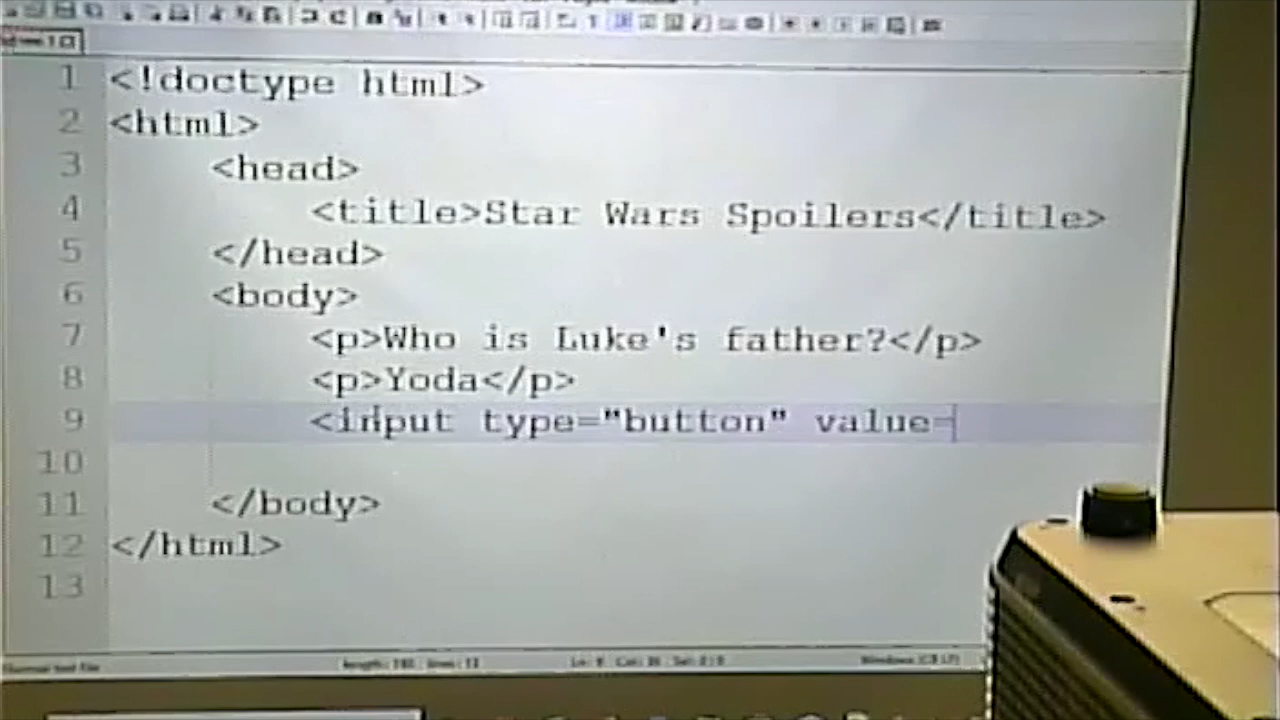 1 <!doctype html>
2 <html>
3 <head>
4 <title>Star Wars Spoilers</title>
5 </head>
6 <body>
7 <p>Who is Luke's father?</p>
8 <p>Yoda</p>
9 <input type="button" value=
10
11 </body>
12 </html>
13